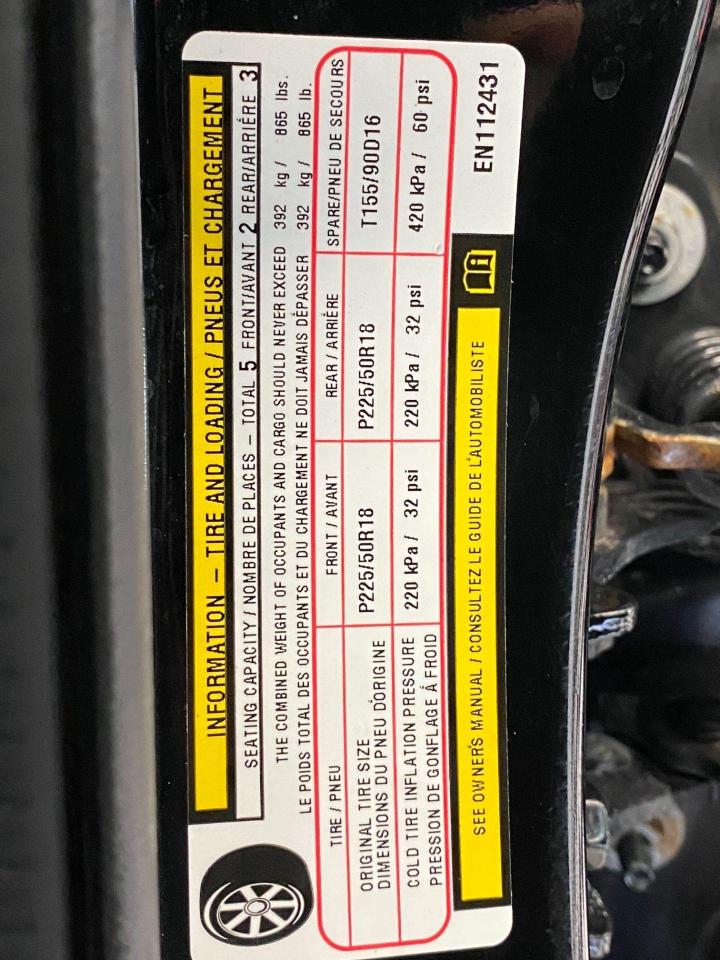 INFORMATION – TIRE AND LOADING / PNEUS ET CHARGEMENT
SEATING CAPACITY / NOMBRE DE PLACES – TOTAL 5 FRONT/AVANT 2 REAR/ARRIÈRE 3
THE COMBINED WEIGHT OF OCCUPANTS AND CARGO SHOULD NEVER EXCEED 392 kg / 865 lbs.
LE POIDS TOTAL DES OCCUPANTS ET DU CHARGEMENT NE DOIT JAMAIS DÉPASSER 392 kg / 865 lb.
TIRE / PNEU FRONT / AVANT REAR / ARRIÈRE SPARE/PNEU DE SECOURS
ORIGINAL TIRE SIZE
DIMENSIONS DU PNEU D'ORIGINE P225/50R18 P225/50R18 T155/90D16
COLD TIRE INFLATION PRESSURE 220 kPa / 32 psi 220 kPa / 32 psi 420 kPa / 60 psi
PRESSION DE GONFLAGE À FROID
SEE OWNER'S MANUAL / CONSULTEZ LE GUIDE DE L'AUTOMOBILISTE
EN112431